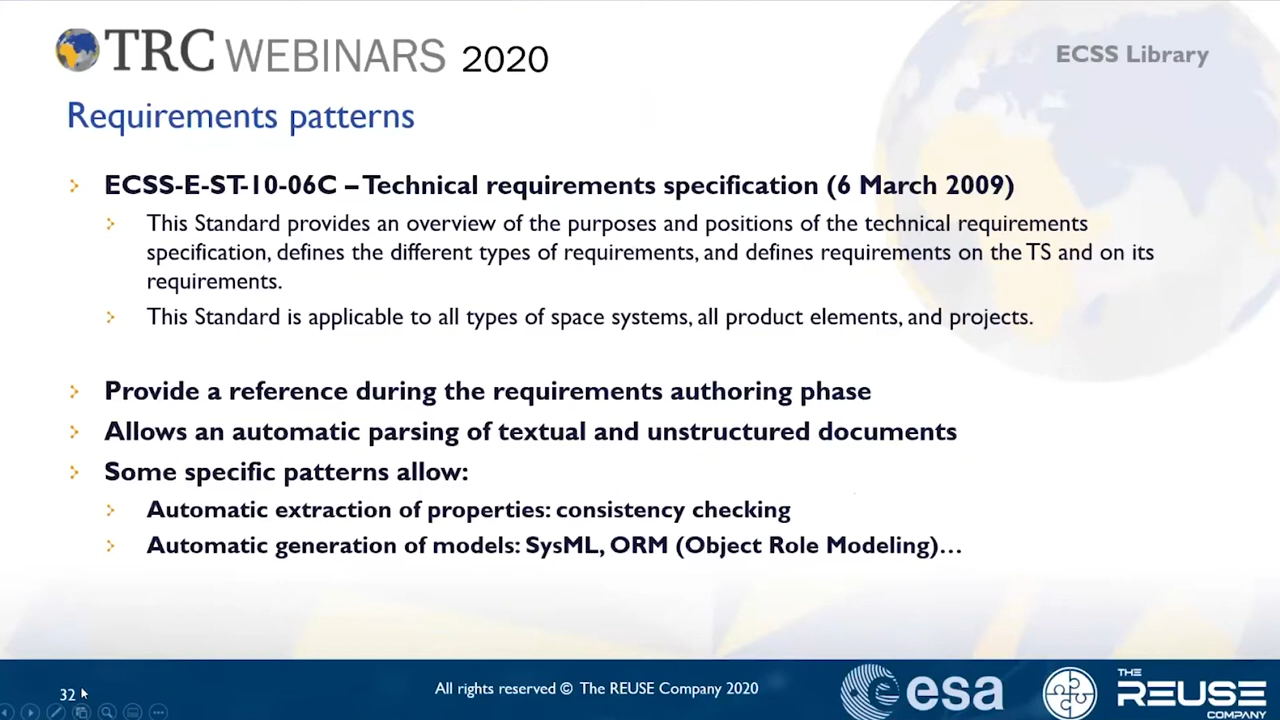 TRC WEBINARS 2020
ECSS Library
Requirements patterns
ECSS-E-ST-10-06C – Technical requirements specification (6 March 2009)
This Standard provides an overview of the purposes and positions of the technical requirements
specification, defines the different types of requirements, and defines requirements on the TS and on its
requirements.
This Standard is applicable to all types of space systems, all product elements, and projects.
Provide a reference during the requirements authoring phase
Allows an automatic parsing of textual and unstructured documents
Some specific patterns allow:
Automatic extraction of properties: consistency checking
Automatic generation of models: SysML, ORM (Object Role Modeling)…
32
All rights reserved © The REUSE Company 2020
esa
THE
REUSE
COMPANY